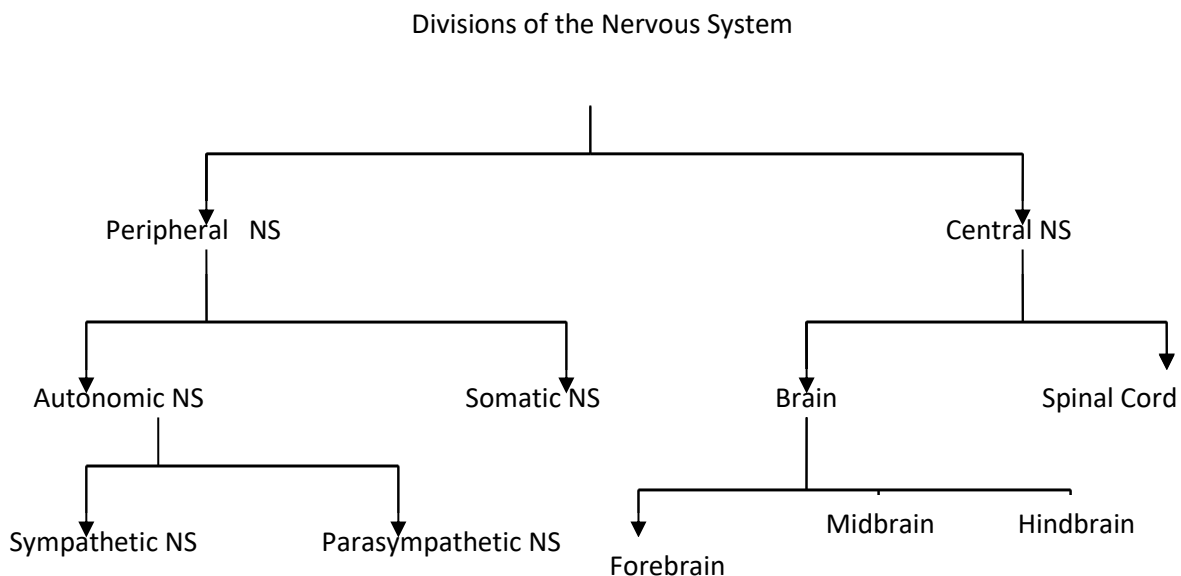 Divisions of the Nervous System
Peripheral NS
Central NS
Autonomic NS
Somatic NS
Brain
Spinal Cord
Sympathetic NS
Parasympathetic NS
Forebrain
Midbrain
Hindbrain